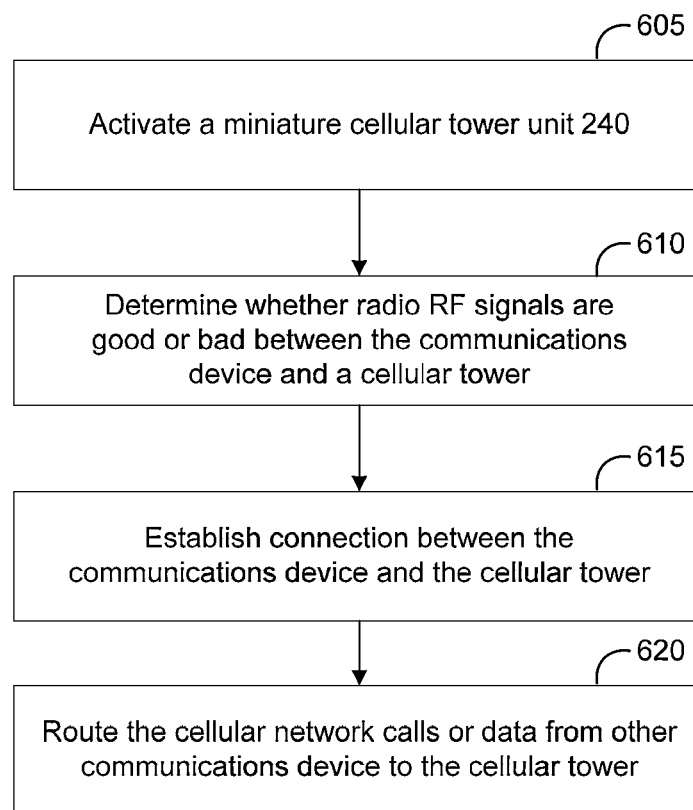 605
Activate a miniature cellular tower unit 240
610
Determine whether radio RF signals are
good or bad between the communications
device and a cellular tower
615
Establish connection between the
communications device and the cellular tower
620
Route the cellular network calls or data from other
communications device to the cellular tower